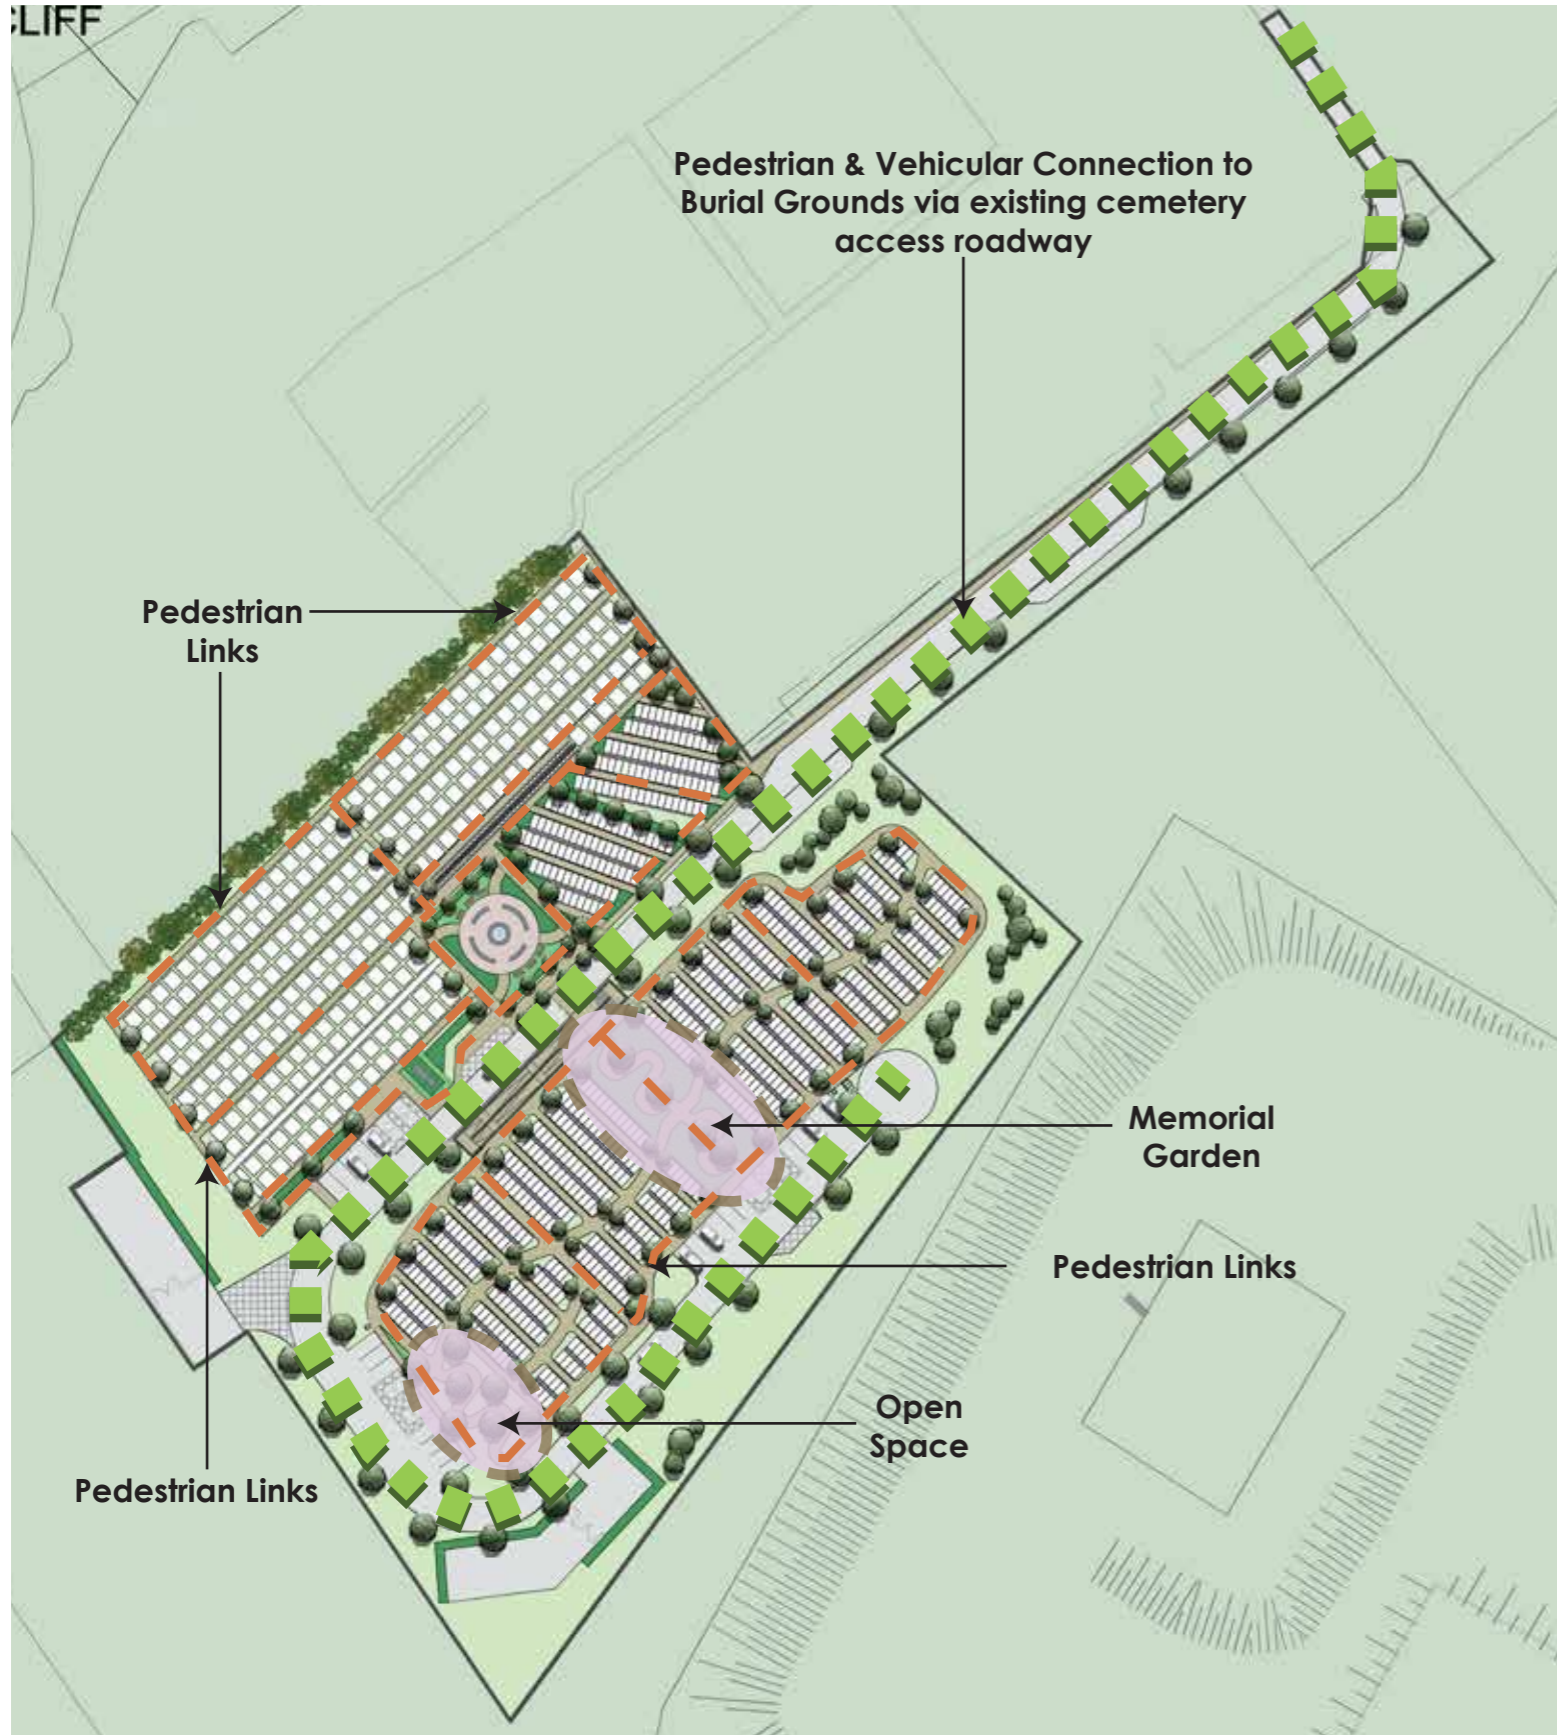 CLIFF
Pedestrian & Vehicular Connection to
Burial Grounds via existing cemetery
access roadway
Pedestrian
Links
Memorial
Garden
Pedestrian Links
Open
Space
Pedestrian Links